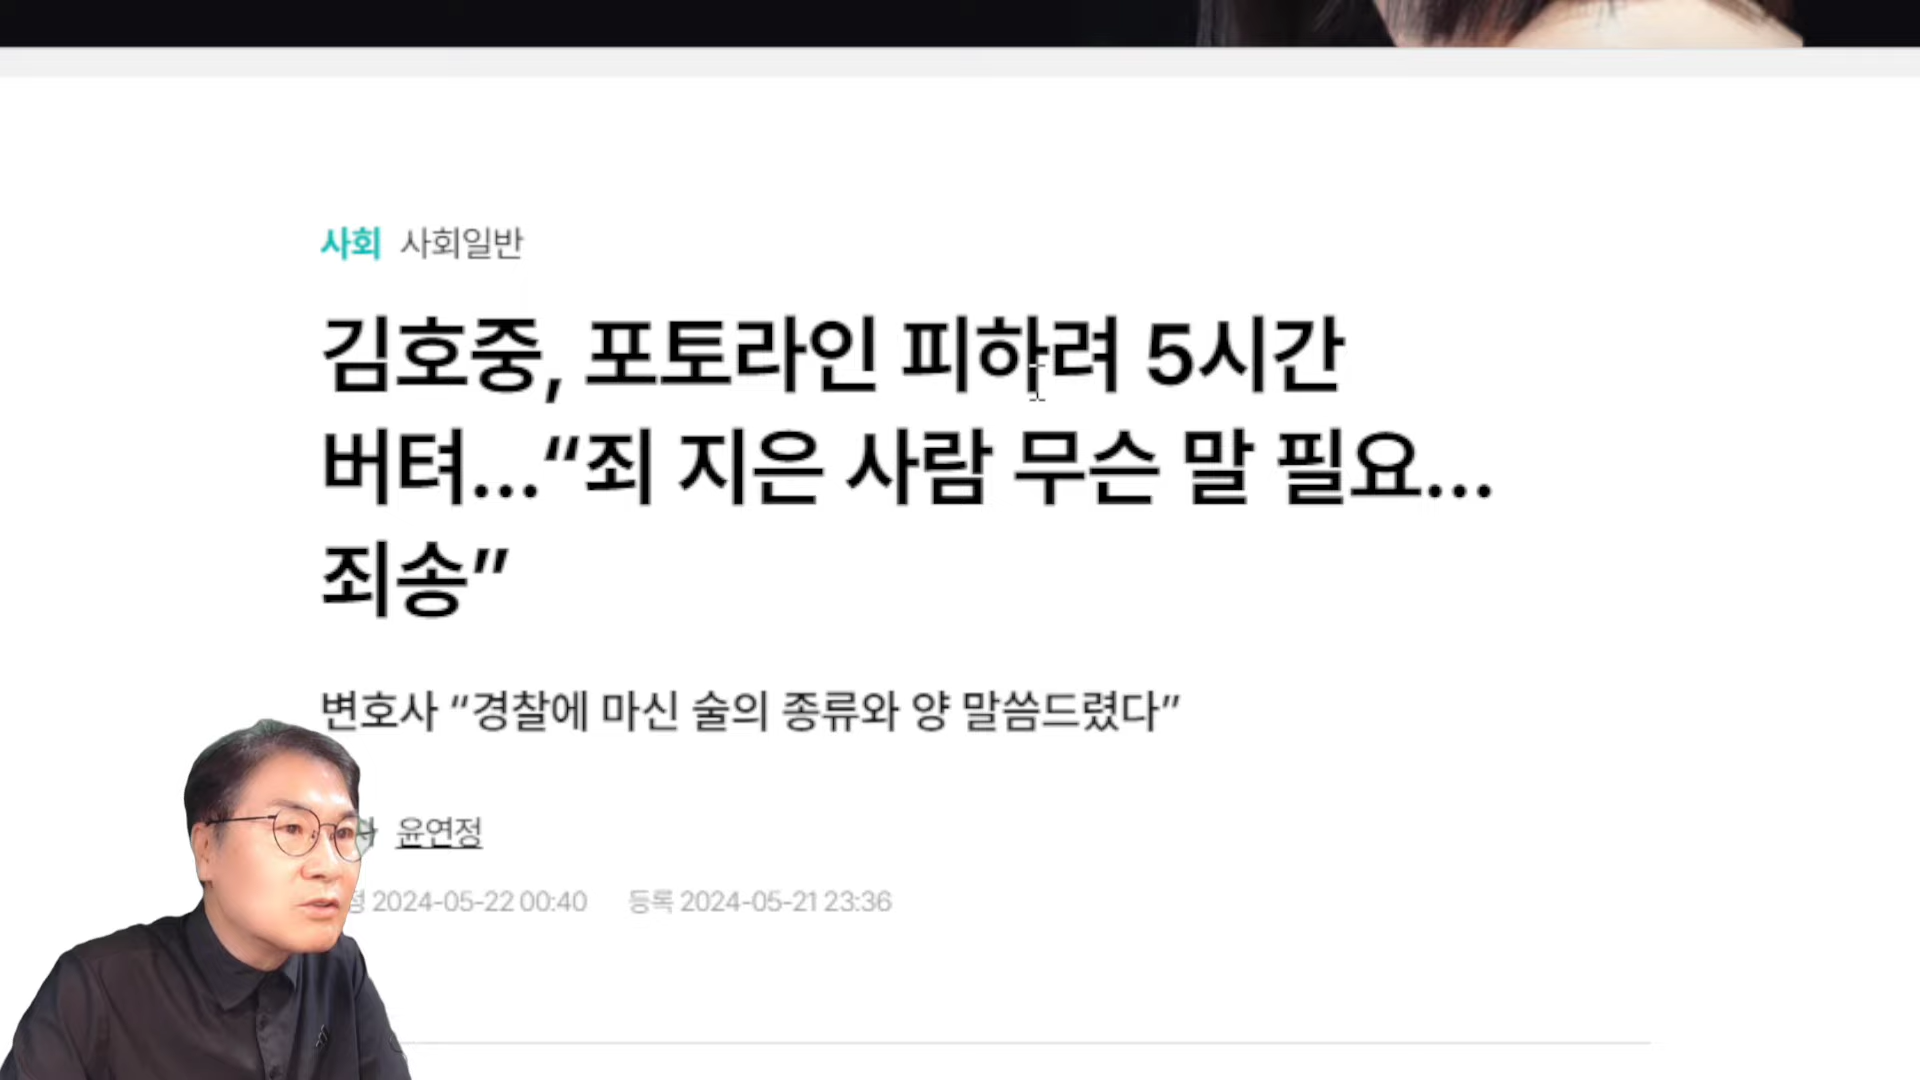 사회 사회일반
김호중, 포토라인 피하려 5시간
버텨…“죄 지은 사람 무슨 말 필요…
죄송”
변호사 “경찰에 마신 술의 종류와 양 말씀드렸다”
윤연정
2024-05-22 00:40 등록 2024-05-21 23:36